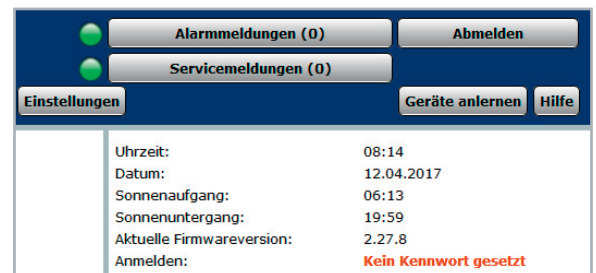 Alarmmeldungen (0) Abmelden
Servicemeldungen (0)
Einstellungen Geräte anlernen Hilfe
Uhrzeit: 08:14
Datum: 12.04.2017
Sonnenaufgang: 06:13
Sonnenuntergang: 19:59
Aktuelle Firmwareversion: 2.27.8
Anmelden: Kein Kennwort gesetzt